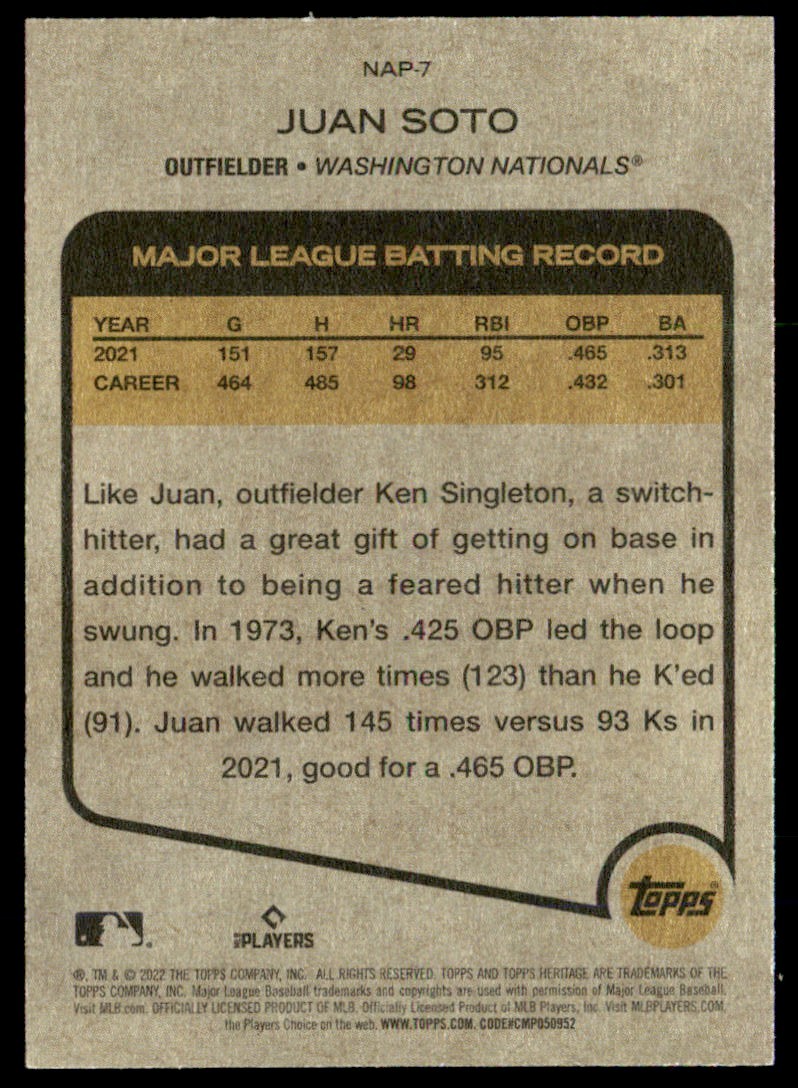 NAP-7
JUAN SOTO
OUTFIELDER • WASHINGTON NATIONALS®
MAJOR LEAGUE BATTING RECORD
YEAR G H HR RBI OBP BA
2021 151 157 29 95 .465 .313
CAREER 464 485 98 312 .432 .301
Like Juan, outfielder Ken Singleton, a switch-
hitter, had a great gift of getting on base in
addition to being a feared hitter when he
swung. In 1973, Ken's .425 OBP led the loop
and he walked more times (123) than he K'ed
(91). Juan walked 145 times versus 93 Ks in
2021, good for a .465 OBP.
Topps®
PLAYERS
®, TM & © 2022 THE TOPPS COMPANY, INC. ALL RIGHTS RESERVED. TOPPS AND TOPPS HERITAGE ARE TRADEMARKS OF THE
TOPPS COMPANY, INC. Major League Baseball trademarks and copyrights are used with permission of Major League Baseball.
Visit MLB.com. OFFICIALLY LICENSED PRODUCT OF MLB. Officially Licensed Product of MLB Players, Inc. Visit MLBPLAYERS.COM,
the Players Choice on the web. WWW.TOPPS.COM. CODE#CMP050952